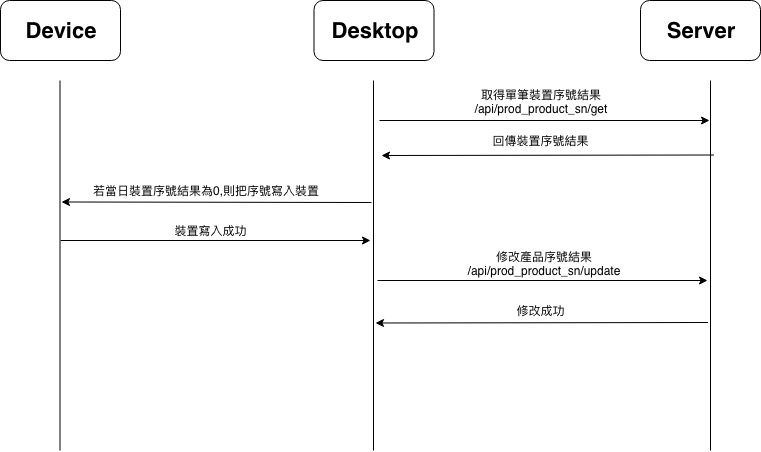 Device
Desktop
Server
取得單筆裝置序號結果
/api/prod_product_sn/get
回傳裝置序號結果
若當日裝置序號結果為0,則把序號寫入裝置
裝置寫入成功
修改產品序號結果
/api/prod_product_sn/update
修改成功